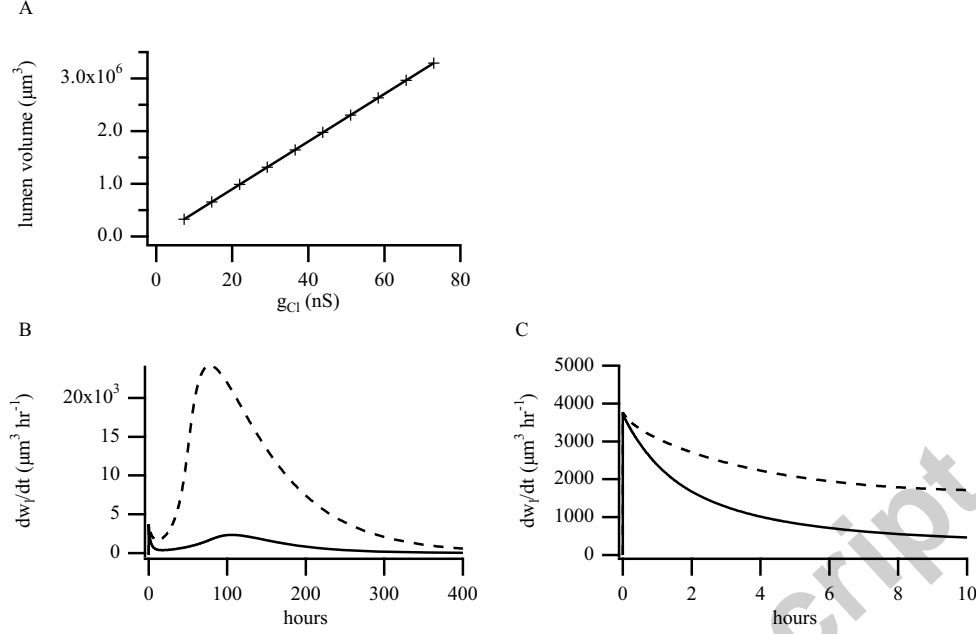 A
lumen volume (μm³)
3.0x10⁶
2.0
1.0
0.0
0 20 40 60 80
g_Cl (nS)
B
dw_l/dt (μm³ hr⁻¹)
20x10³
15
10
5
0
0 100 200 300 400
hours
C
dw_l/dt (μm³ hr⁻¹)
5000
4000
3000
2000
1000
0
0 2 4 6 8 10
hours
cript